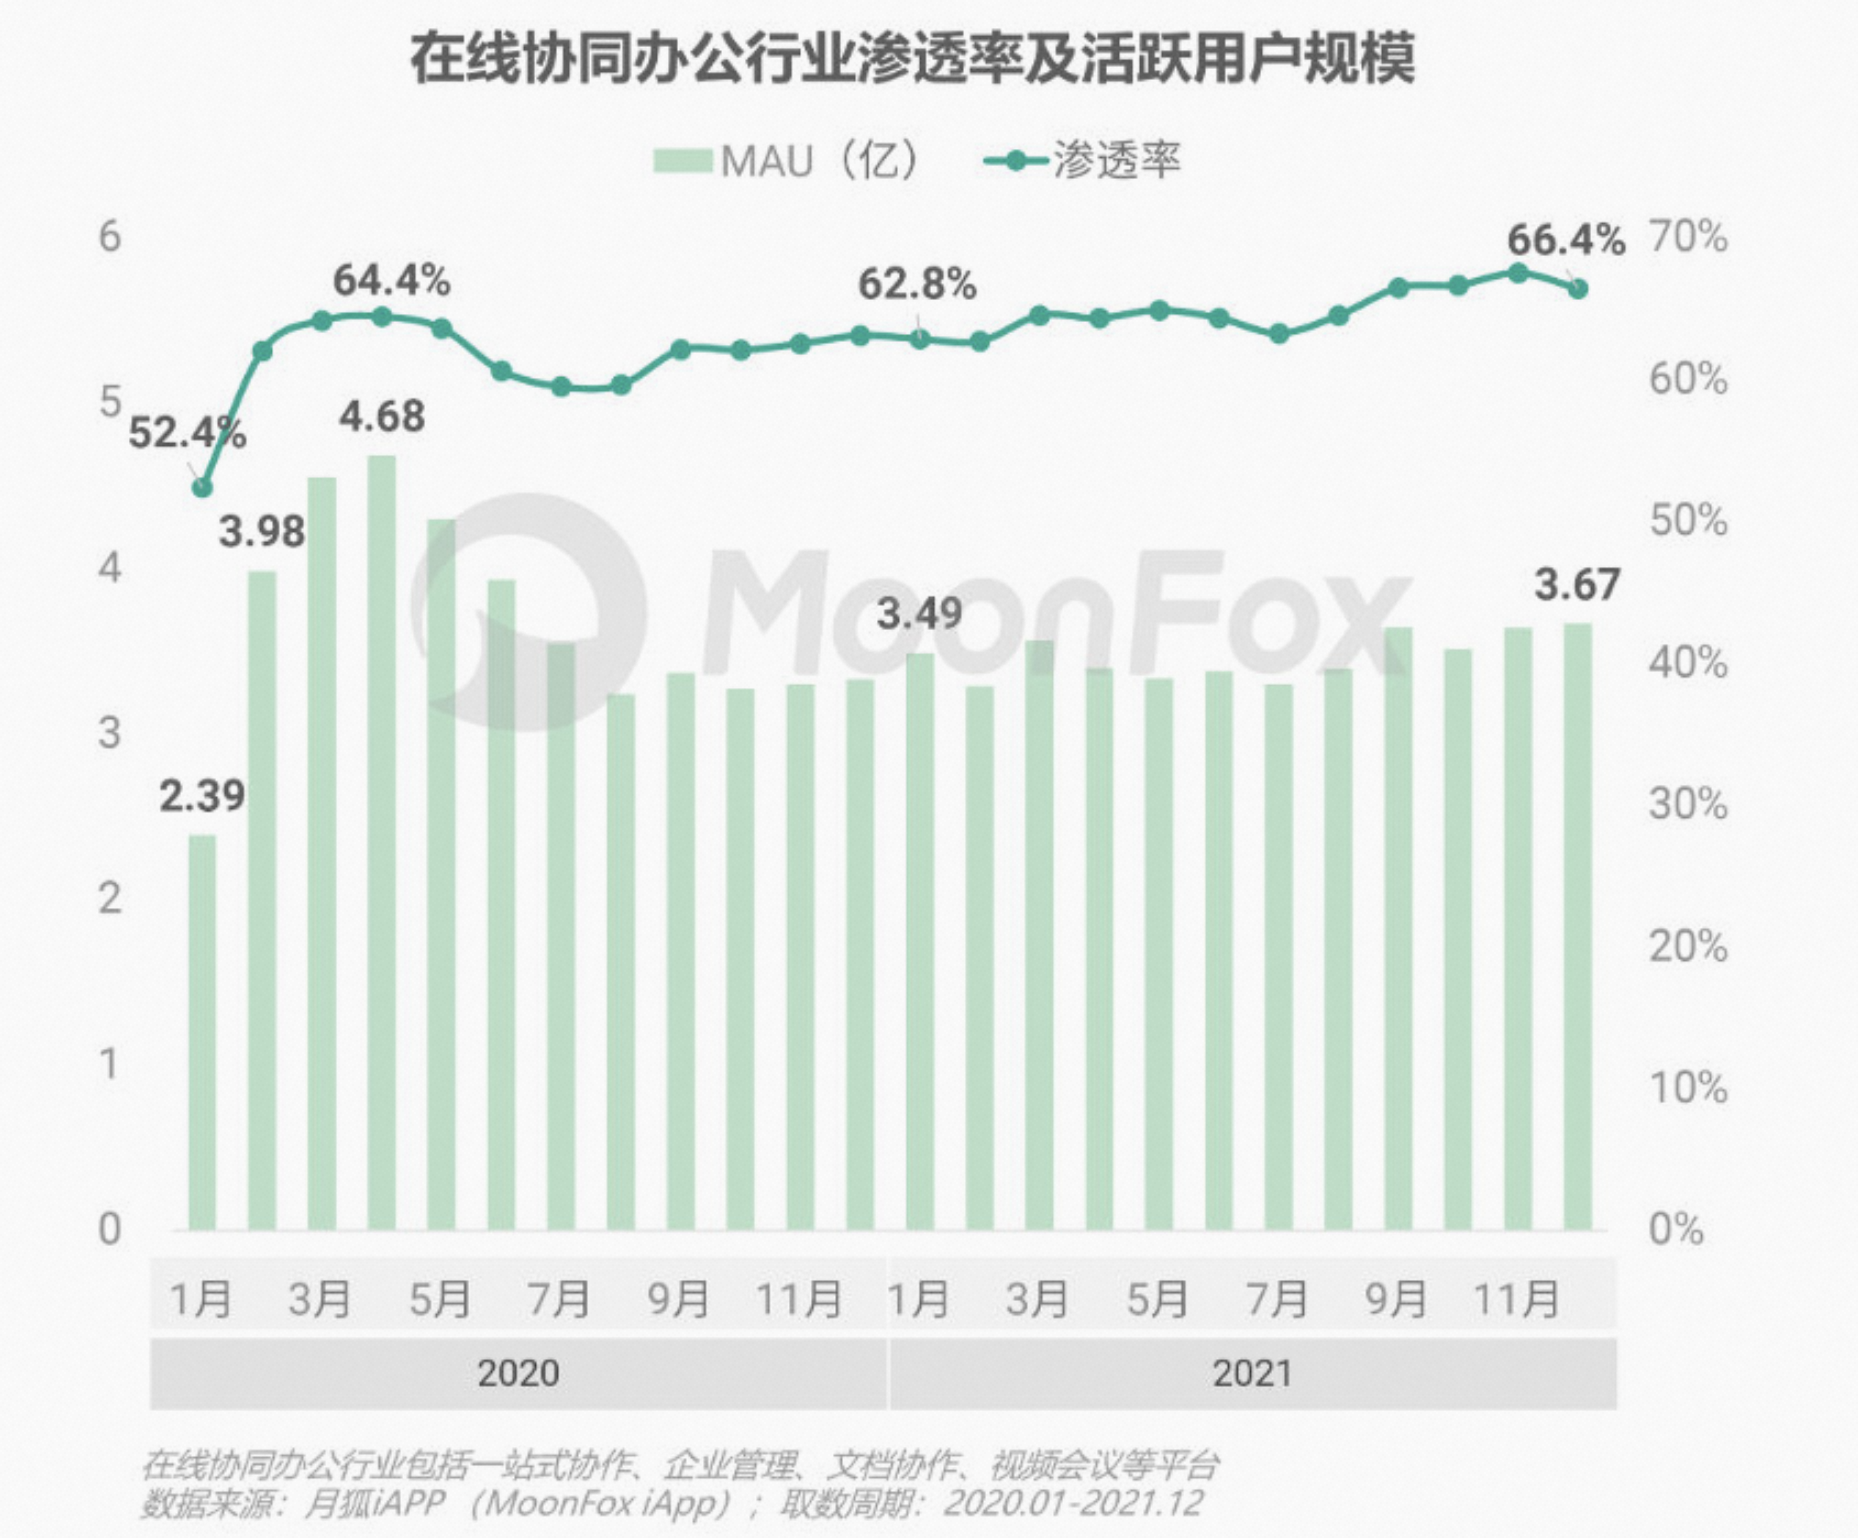 在线协同办公行业渗透率及活跃用户规模
MAU（亿） 渗透率
6 66.4% 70%
64.4% 62.8%
60%
5 52.4% 4.68
3.98 50%
4 MoonFox
3.49 3.67
40%
3
2.39 30%
2 20%
1 10%
0 0%
1月 3月 5月 7月 9月 11月 1月 3月 5月 7月 9月 11月
2020 2021
在线协同办公行业包括一站式协作、企业管理、文档协作、视频会议等平台
数据来源：月狐iAPP （MoonFox iApp）；取数周期：2020.01-2021.12